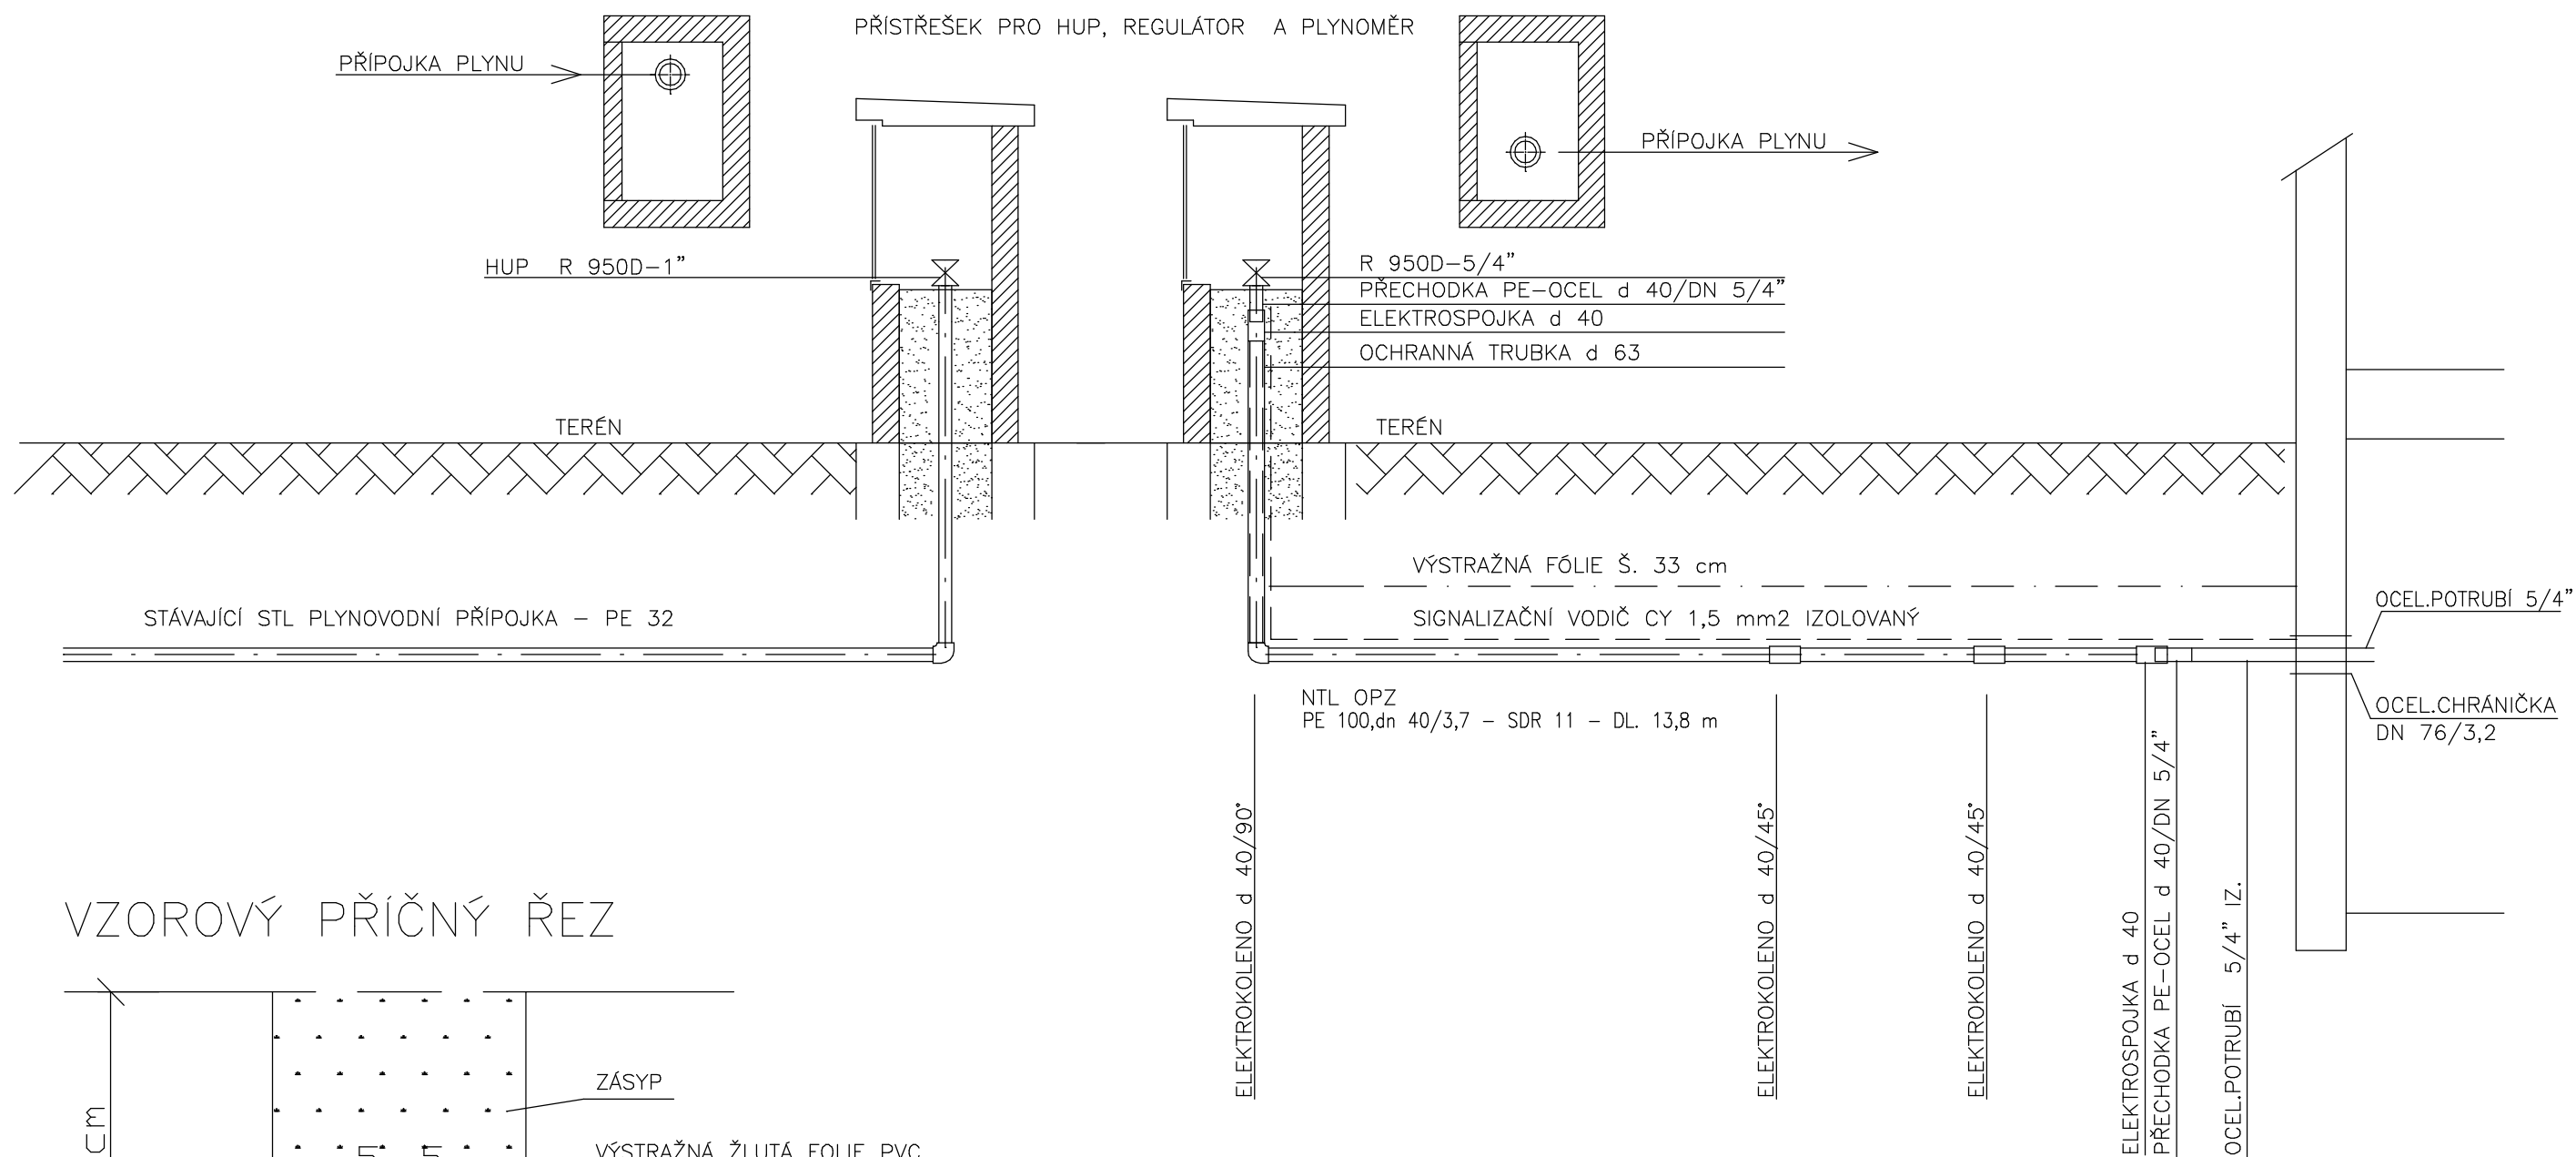 PŘÍSTŘEŠEK PRO HUP, REGULÁTOR A PLYNOMĚR
PŘÍPOJKA PLYNU
PŘÍPOJKA PLYNU
HUP R 950D-1"
R 950D-5/4"
PŘECHODKA PE-OCEL d 40/DN 5/4"
ELEKTROSPOJKA d 40
OCHRANNÁ TRUBKA d 63
TERÉN
TERÉN
VÝSTRAŽNÁ FÓLIE Š. 33 cm
STÁVAJÍCÍ STL PLYNOVODNÍ PŘÍPOJKA - PE 32
SIGNALIZAČNÍ VODIČ CY 1,5 mm2 IZOLOVANÝ
OCEL.POTRUBÍ 5/4"
NTL OPZ
PE 100,dn 40/3,7 - SDR 11 - DL. 13,8 m
OCEL.CHRÁNIČKA
DN 76/3,2
ELEKTROKOLENO d 40/90°
ELEKTROKOLENO d 40/45°
ELEKTROKOLENO d 40/45°
ELEKTROSPOJKA d 40
PŘECHODKA PE-OCEL d 40/DN 5/4"
OCEL.POTRUBÍ 5/4" IZ.
VZOROVÝ PŘÍČNÝ ŘEZ
ZÁSYP
cm
VÝSTRAŽNÁ ŽLUTÁ FOLIE PVC